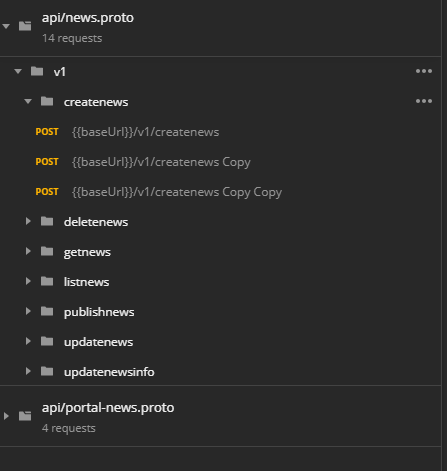 api/news.proto
14 requests
v1
createnews
POST {{baseUrl}}/v1/createnews
POST {{baseUrl}}/v1/createnews Copy
POST {{baseUrl}}/v1/createnews Copy Copy
deletenews
getnews
listnews
publishnews
updatenews
updatenewsinfo
api/portal-news.proto
4 requests